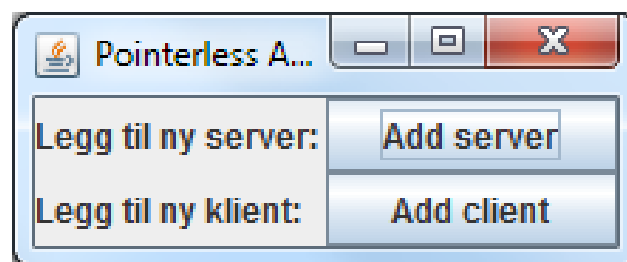 Pointerless A...
Legg til ny server: Add server
Legg til ny klient: Add client